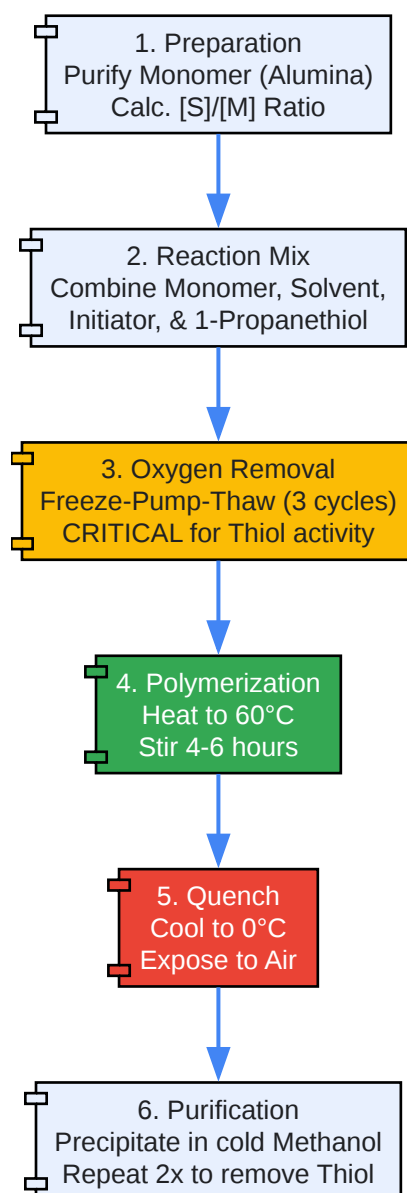 1. Preparation
Purify Monomer (Alumina)
Calc. [S]/[M] Ratio
2. Reaction Mix
Combine Monomer, Solvent,
Initiator, & 1-Propanethiol
3. Oxygen Removal
Freeze-Pump-Thaw (3 cycles)
CRITICAL for Thiol activity
4. Polymerization
Heat to 60°C
Stir 4-6 hours
5. Quench
Cool to 0°C
Expose to Air
6. Purification
Precipitate in cold Methanol
Repeat 2x to remove Thiol